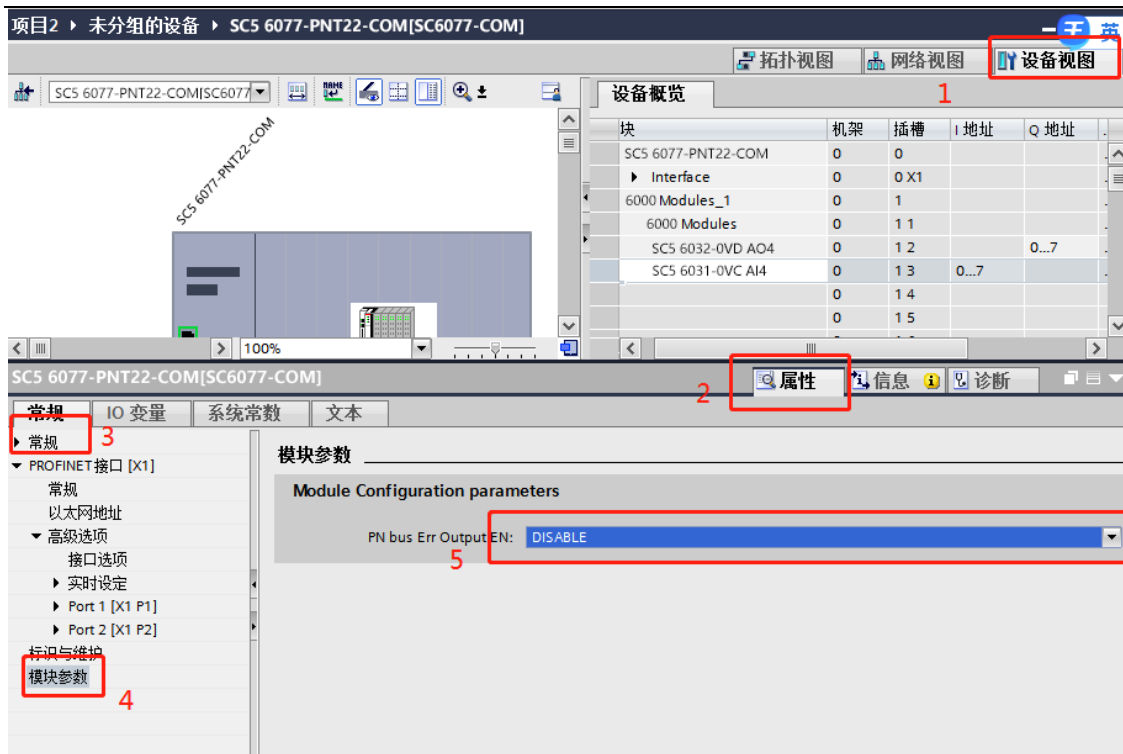 项目2 ▸ 未分组的设备 ▸ SC5 6077-PNT22-COM[SC6077-COM]
英
拓扑视图 网络视图 设备视图
1
SC5 6077-PNT22-COM[SC6077
设备概览
块 机架 插槽 I 地址 Q 地址
SC5 6077-PNT22-COM 0 0
Interface 0 0 X1
6000 Modules_1 0 1
6000 Modules 0 1 1
SC5 6032-0VD AO4 0 1 2 0...7
SC5 6031-0VC AI4 0 1 3 0...7
0 1 4
0 1 5
SC5 6077-PNT22-COM
100%
SC5 6077-PNT22-COM[SC6077-COM]
2
属性 信息 诊断
常规 IO 变量 系统常数 文本
3
常规
PROFINET接口 [X1]
常规
以太网地址
高级选项
接口选项
实时设定
Port 1 [X1 P1]
Port 2 [X1 P2]
标识与维护
模块参数
4
模块参数
Module Configuration parameters
PN bus Err Output EN: DISABLE
5